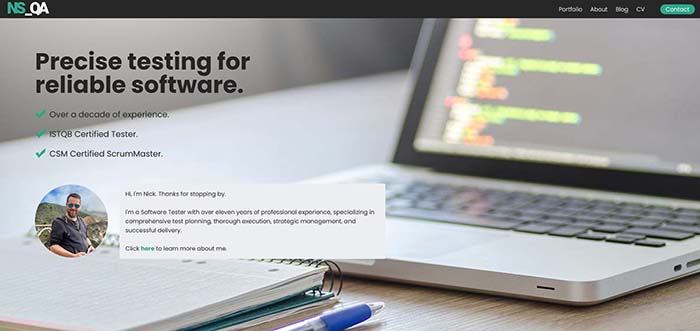 NS_QA
Portfolio About Blog CV Contact
Precise testing for
reliable software.
Over a decade of experience.
ISTQB Certified Tester.
CSM Certified ScrumMaster.
Hi, I'm Nick. Thanks for stopping by.
I'm a Software Tester with over eleven years of professional experience, specializing in
comprehensive test planning, thorough execution, strategic management, and
successful delivery.
Click here to learn more about me.